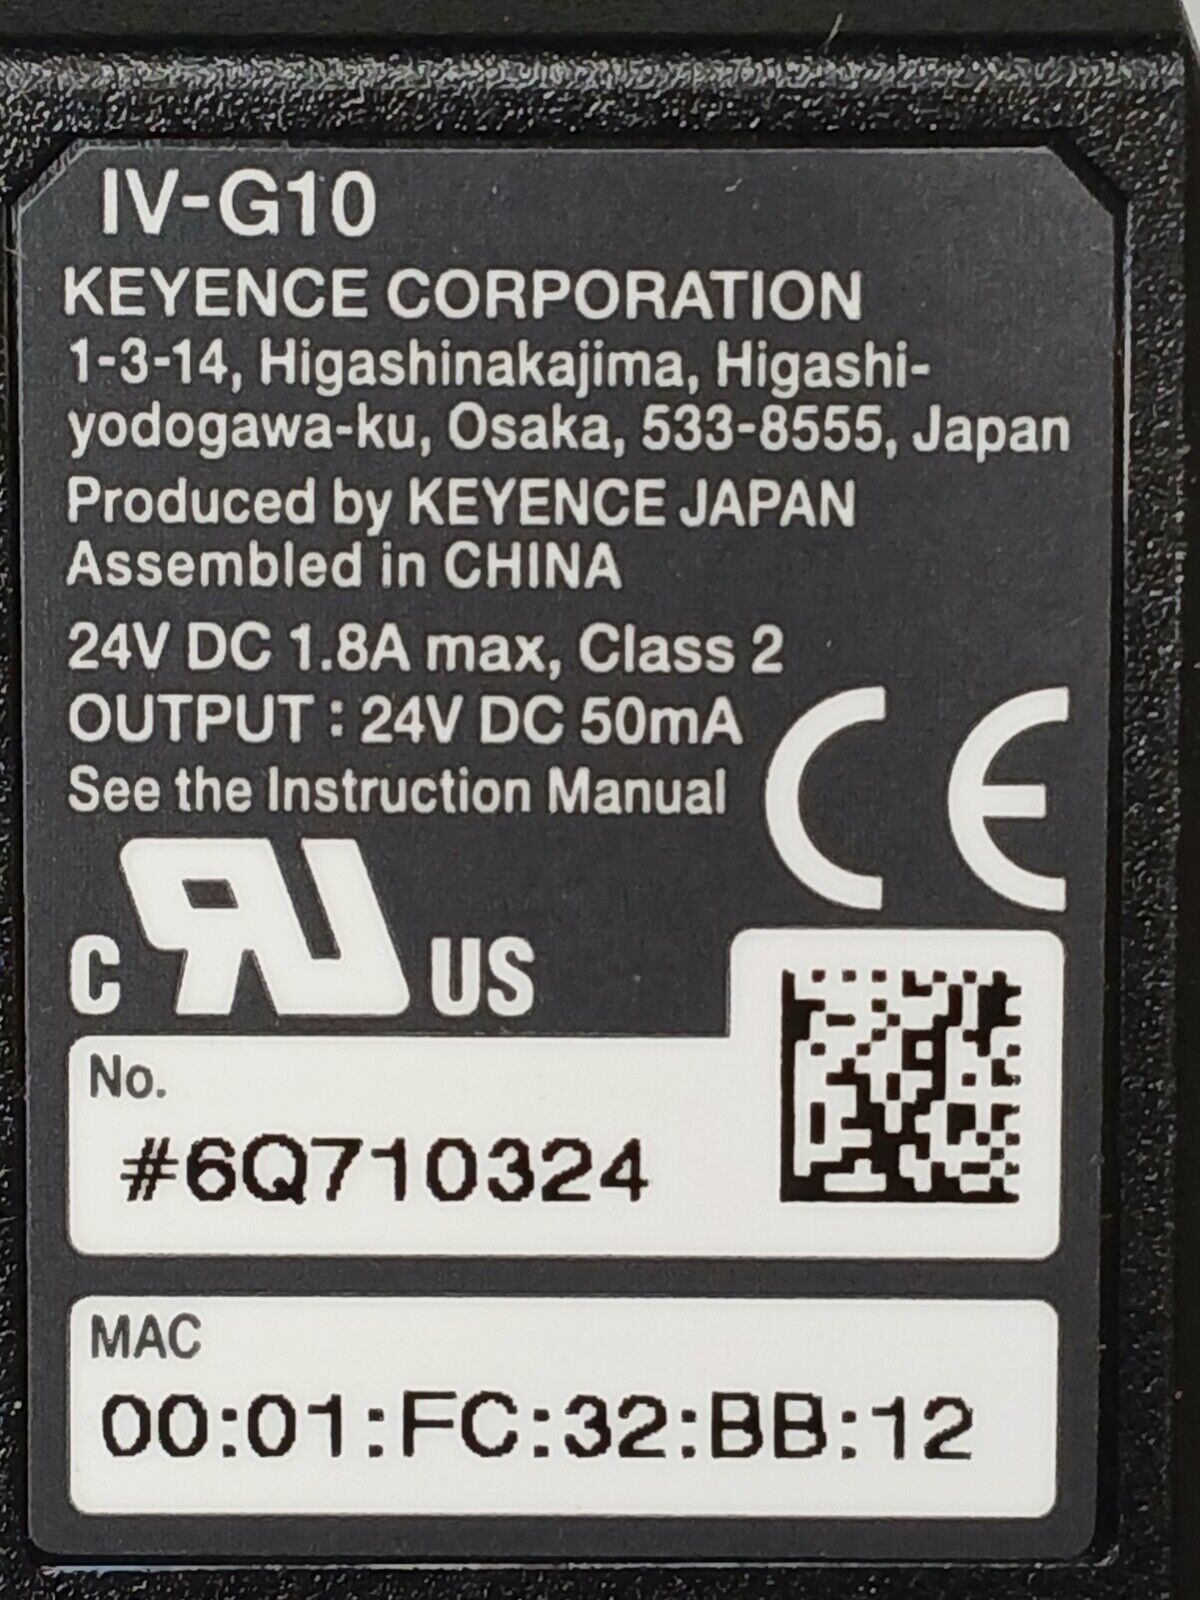 IV-G10
KEYENCE CORPORATION
1-3-14, Higashinakajima, Higashi-
yodogawa-ku, Osaka, 533-8555, Japan
Produced by KEYENCE JAPAN
Assembled in CHINA
24V DC 1.8A max, Class 2
OUTPUT : 24V DC 50mA
See the Instruction Manual
CE
C RU US
No.
#6Q710324
MAC
00:01:FC:32:BB:12